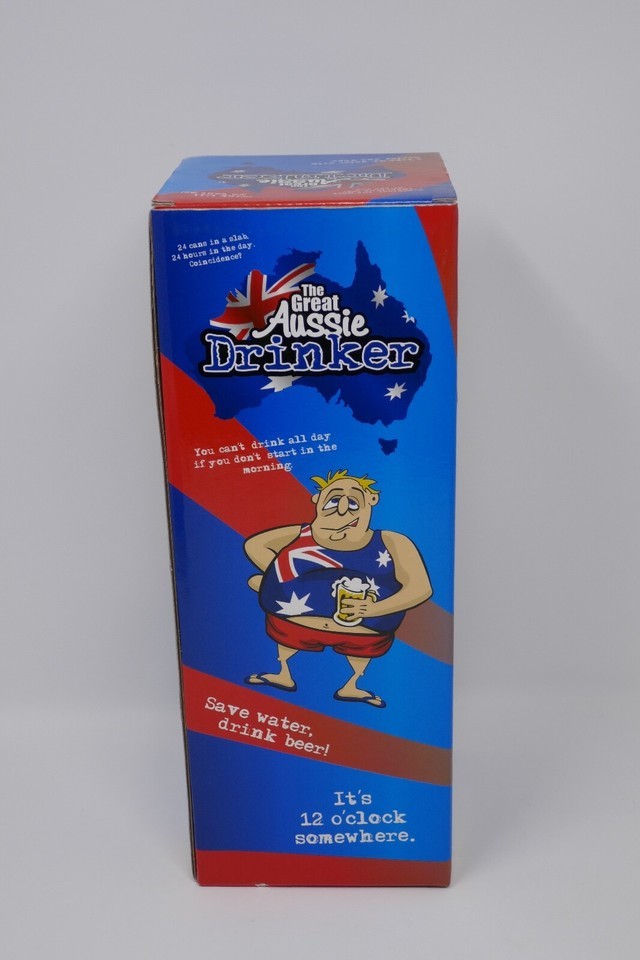 24 cans in a slab.
24 hours in the day.
Coincidence?
The
Great
Aussie
Drinker
You can't drink all day
if you don't start in the
morning.
Save water,
drink beer!
It's
12 o'clock
somewhere.